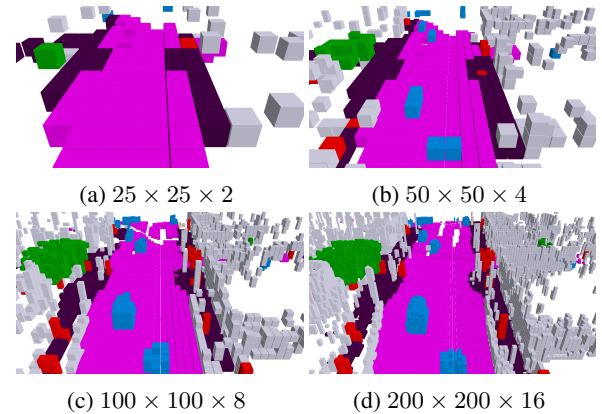 (a) 25 × 25 × 2
(b) 50 × 50 × 4
(c) 100 × 100 × 8
(d) 200 × 200 × 16